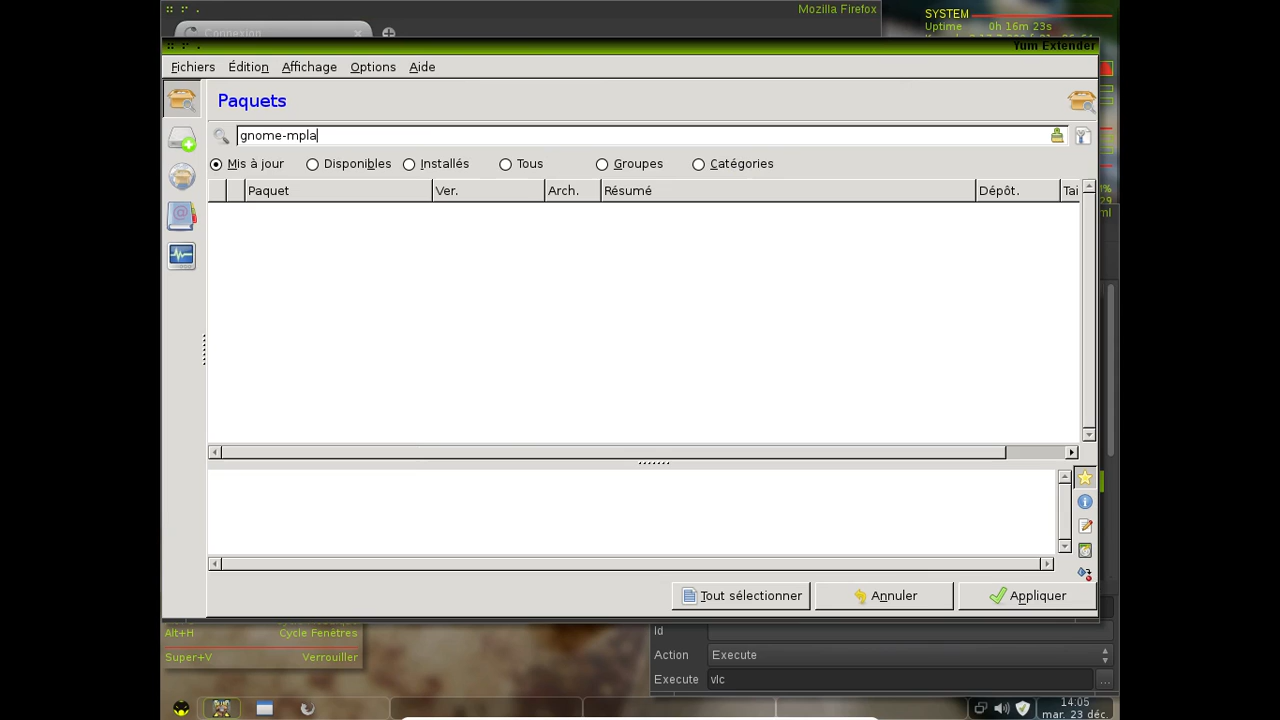 Mozilla Firefox
Connexion
SYSTEM
Uptime 0h 16m 23s
Yum Extender
Fichiers Édition Affichage Options Aide
Paquets
gnome-mpla
Mis à jour Disponibles Installés Tous Groupes Catégories
Paquet Ver. Arch. Résumé Dépôt. Tai
Tout sélectionner Annuler Appliquer
Alt+H Cycle Fenêtres
Super+V Verrouiller
Id
Action Execute
Execute vlc ...
14:05
mar. 23 déc.